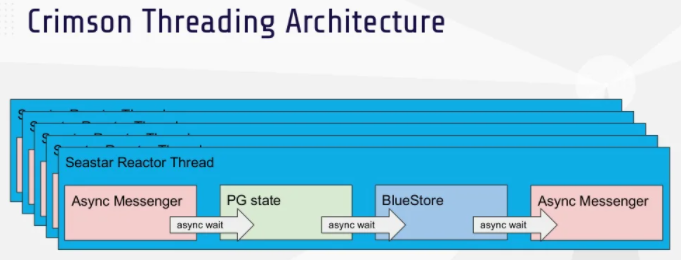 Crimson Threading Architecture
Seastar Reactor Thread
Async Messenger
PG state
BlueStore
Async Messenger
async wait
async wait
async wait